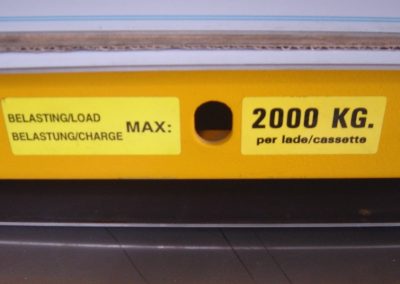 BELASTING/LOAD
BELASTUNG/CHARGE MAX:
2000 KG.
per lade/cassette